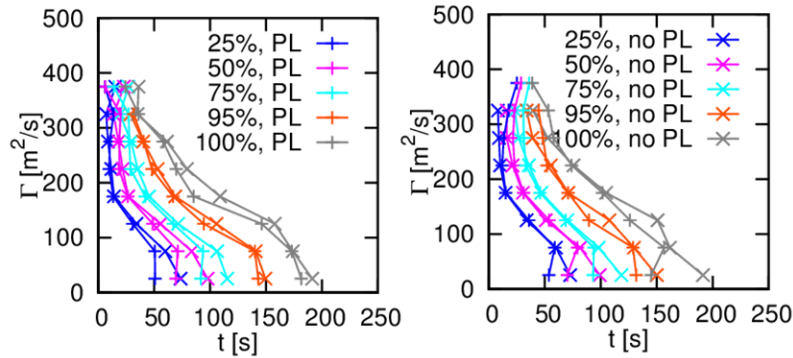 500
400
300
200
100
0
Γ [m²/s]
25%, PL
50%, PL
75%, PL
95%, PL
100%, PL
0 50 100 150 200 250
t [s]
500
400
300
200
100
0
Γ [m²/s]
25%, no PL
50%, no PL
75%, no PL
95%, no PL
100%, no PL
0 50 100 150 200 250
t [s]